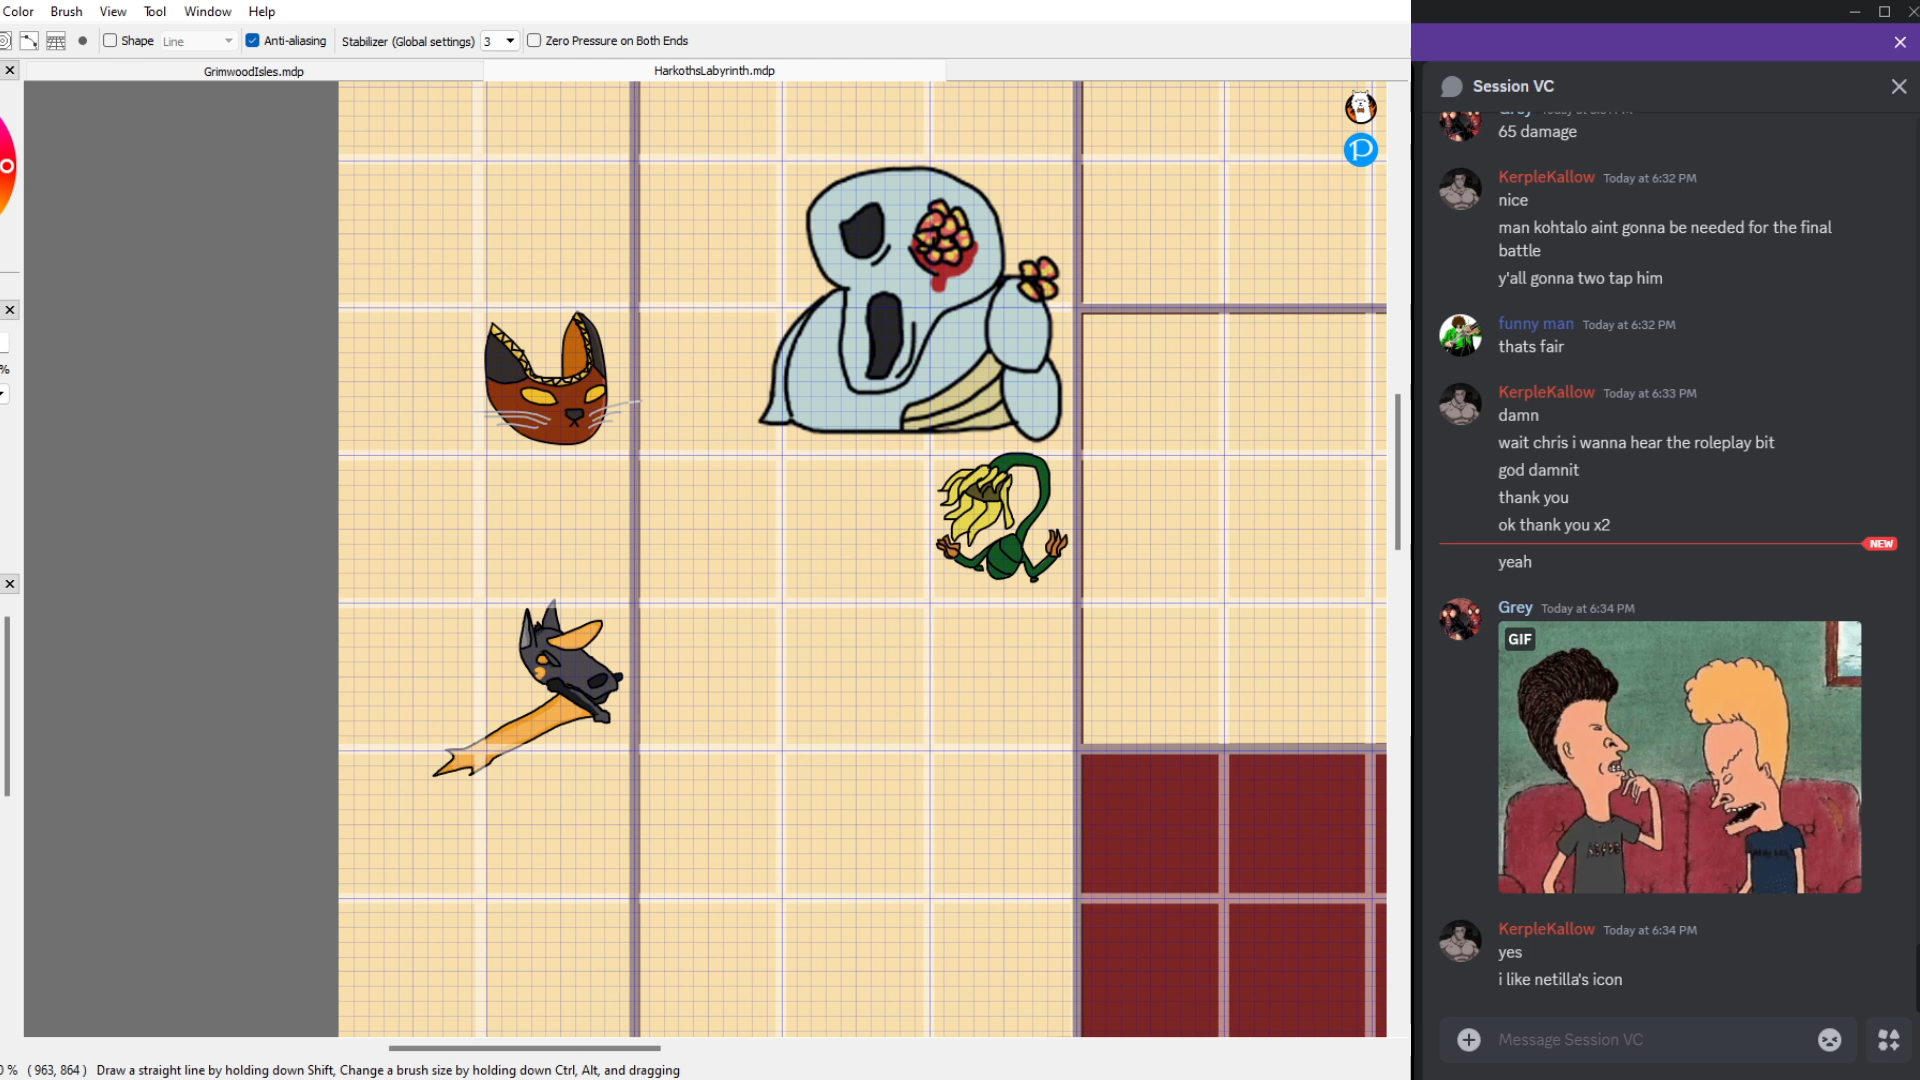 Color Brush View Tool Window Help
Shape Line Anti-aliasing Stabilizer (Global settings) 3 Zero Pressure on Both Ends
GrimwoodIsles.mdp HarkothsLabyrinth.mdp
P
%
Session VC
65 damage
KerpleKallow Today at 6:32 PM
nice
man kohtalo aint gonna be needed for the final
battle
y'all gonna two tap him
funny man Today at 6:32 PM
thats fair
KerpleKallow Today at 6:33 PM
damn
wait chris i wanna hear the roleplay bit
god damnit
thank you
ok thank you x2
NEW
yeah
Grey Today at 6:34 PM
GIF
KerpleKallow Today at 6:34 PM
yes
i like netilla's icon
Message Session VC
0 % ( 963, 864 ) Draw a straight line by holding down Shift, Change a brush size by holding down Ctrl, Alt, and dragging